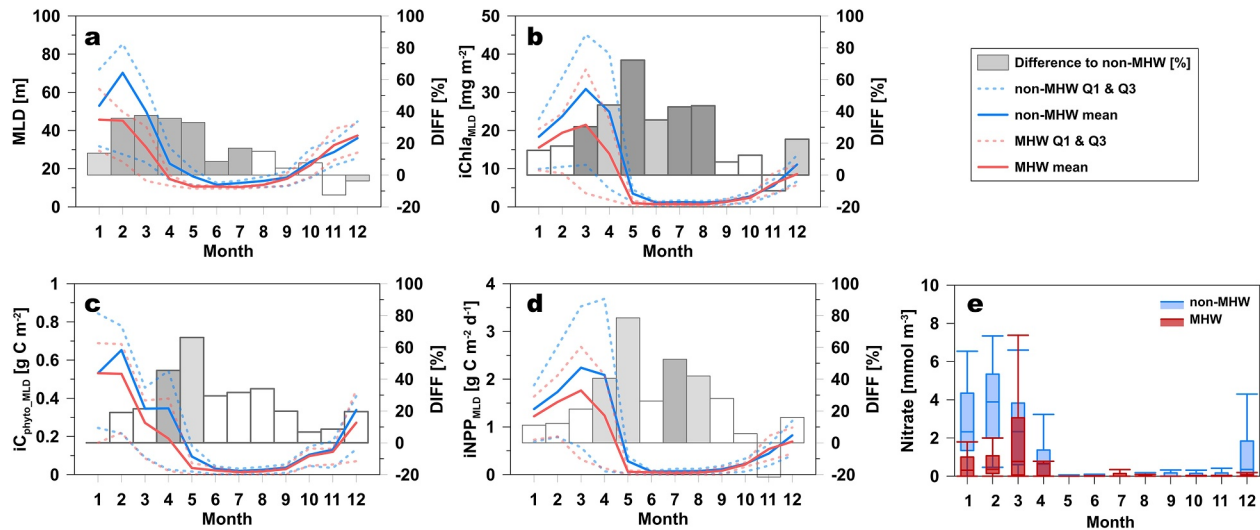 a
MLD [m]
100
80
60
40
20
0
DIFF [%]
100
80
60
40
20
0
-20
1 2 3 4 5 6 7 8 9 10 11 12
Month
b
iChla_MLD [mg m⁻²]
50
40
30
20
10
0
DIFF [%]
100
80
60
40
20
0
-20
1 2 3 4 5 6 7 8 9 10 11 12
Month
Difference to non-MHW [%]
non-MHW Q1 & Q3
non-MHW mean
MHW Q1 & Q3
MHW mean
c
iC_phyto_MLD [g C m⁻²]
1
0.8
0.6
0.4
0.2
0
DIFF [%]
100
80
60
40
20
0
-20
1 2 3 4 5 6 7 8 9 10 11 12
Month
d
iNPP_MLD [g C m⁻² d⁻¹]
4
3
2
1
0
DIFF [%]
100
80
60
40
20
0
-20
1 2 3 4 5 6 7 8 9 10 11 12
Month
e
non-MHW
MHW
Nitrate [mmol m⁻³]
10
8
6
4
2
0
1 2 3 4 5 6 7 8 9 10 11 12
Month